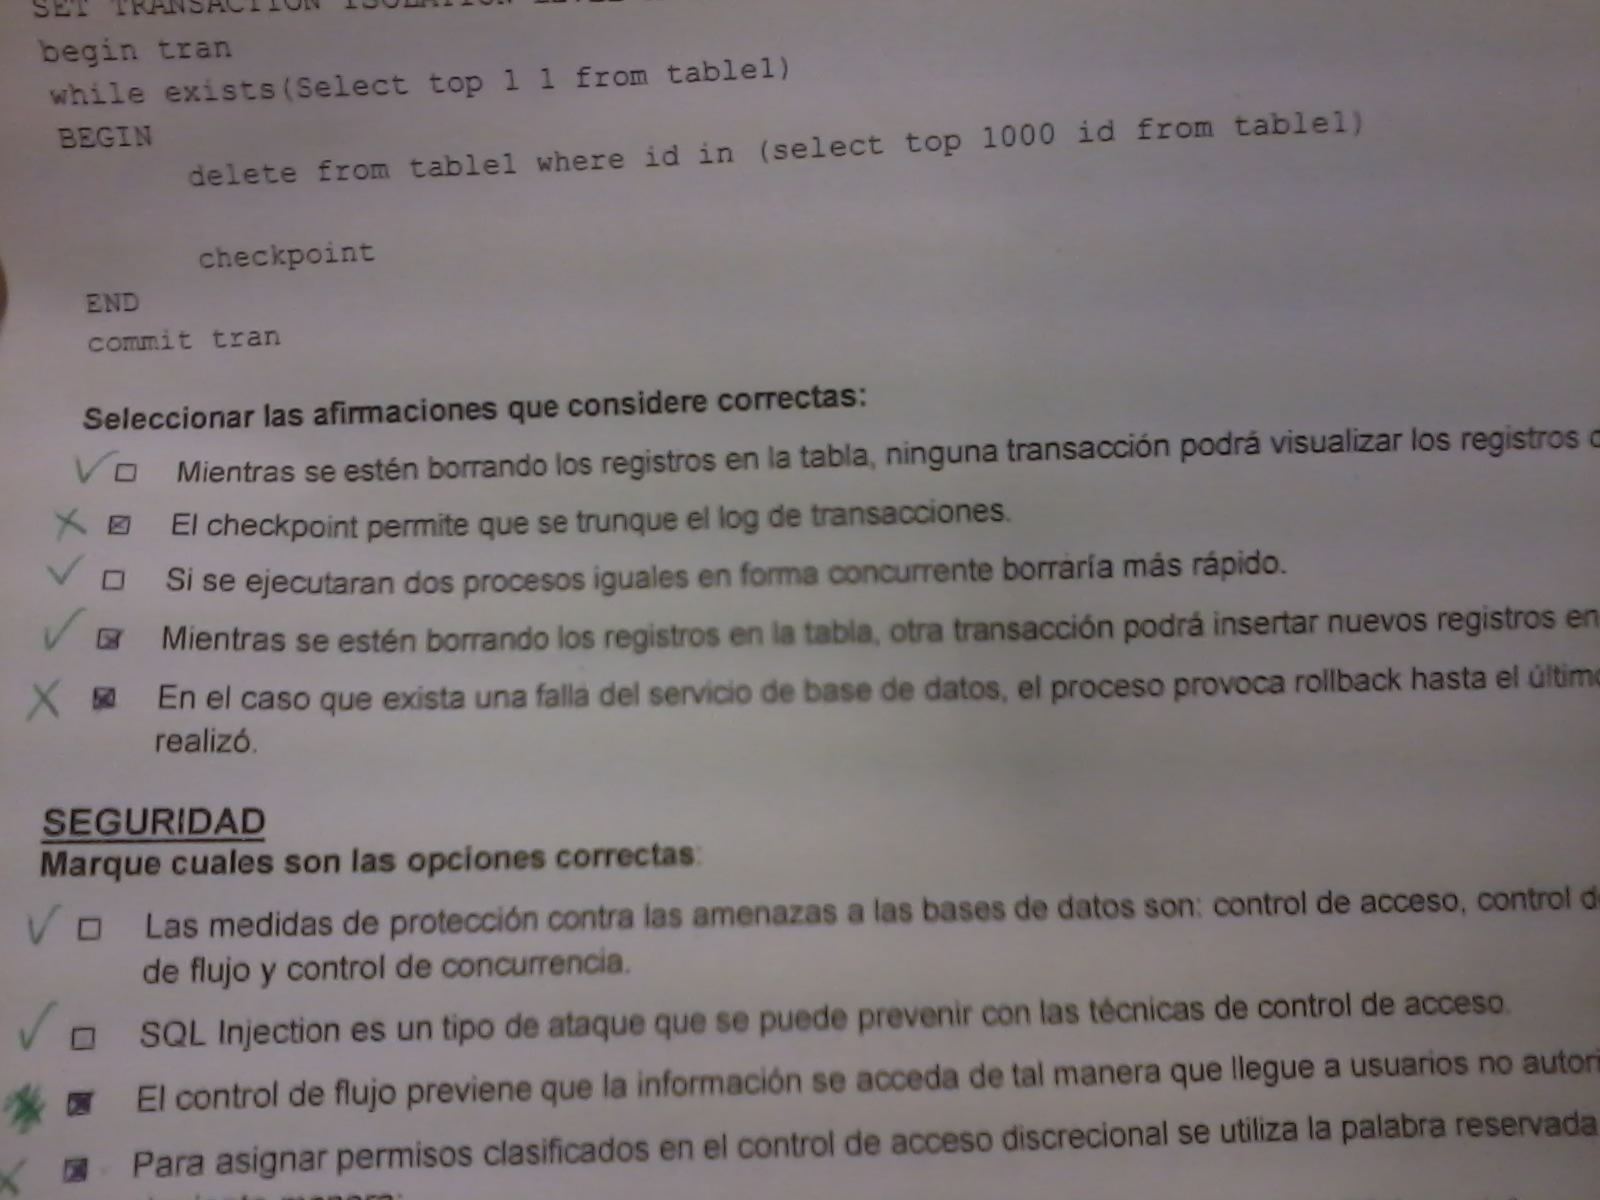 SET TRANSACTION ISOLATION LEVEL
begin tran
while exists(Select top 1 1 from table1)
BEGIN
delete from table1 where id in (select top 1000 id from table1)
checkpoint
END
commit tran
Seleccionar las afirmaciones que considere correctas:
Mientras se estén borrando los registros en la tabla, ninguna transacción podrá visualizar los registros
El checkpoint permite que se trunque el log de transacciones.
Si se ejecutaran dos procesos iguales en forma concurrente borraría más rápido.
Mientras se estén borrando los registros en la tabla, otra transacción podrá insertar nuevos registros en
En el caso que exista una falla del servicio de base de datos, el proceso provoca rollback hasta el último
realizó.
SEGURIDAD
Marque cuales son las opciones correctas:
Las medidas de protección contra las amenazas a las bases de datos son: control de acceso, control de
de flujo y control de concurrencia.
SQL Injection es un tipo de ataque que se puede prevenir con las técnicas de control de acceso.
El control de flujo previene que la información se acceda de tal manera que llegue a usuarios no autori
Para asignar permisos clasificados en el control de acceso discrecional se utiliza la palabra reservada